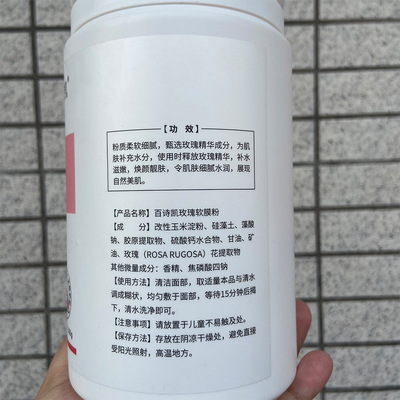 【功 效】
粉质柔软细腻，甄选玫瑰精华成分，为肌
肤补充水分，使用时释放玫瑰精华，补水
滋嫩，焕颜靓肤，令肌肤细腻水润，展现
自然美肌。
【产品名称】百诗凯玫瑰软膜粉
【成 分】改性玉米淀粉、硅藻土、藻酸
钠、胶原提取物、硫酸钙水合物、甘油、矿
油、玫瑰（ROSA RUGOSA）花提取物
其他微量成分：香精、焦磷酸四钠
【使用方法】清洁面部，取适量本品与清水
调成糊状，均匀敷于面部，等待15分钟后揭
下，清水洗净即可。
【注意事项】请放置于儿童不易触及处。
【保存方法】存放在阴凉干燥处，避免直接
受阳光照射，高温地方。